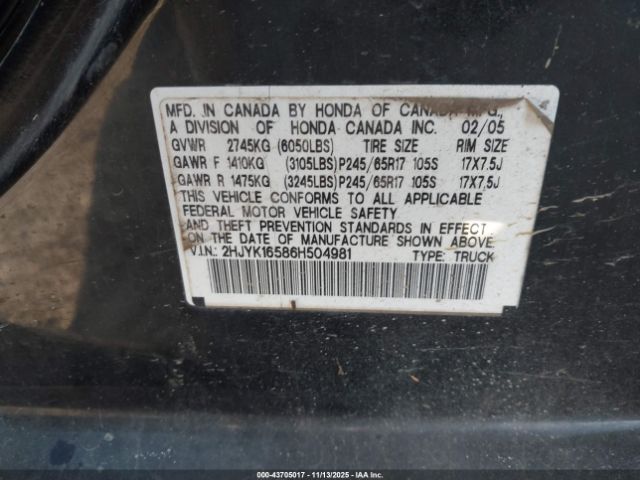 MFD. IN CANADA BY HONDA OF CANADA MFG.,
A DIVISION OF HONDA CANADA INC. 02/05
GVWR 2745KG (6050LBS) TIRE SIZE RIM SIZE
GAWR F 1410KG (3105LBS) P245/65R17 105S 17X7.5J
GAWR R 1475KG (3245LBS) P245/65R17 105S 17X7.5J
THIS VEHICLE CONFORMS TO ALL APPLICABLE
FEDERAL MOTOR VEHICLE SAFETY
AND THEFT PREVENTION STANDARDS IN EFFECT
ON THE DATE OF MANUFACTURE SHOWN ABOVE.
V.I.N.: 2HJYK16586H504981 TYPE: TRUCK
000-43705017 - 11/13/2025 - IAA Inc. (IAA)